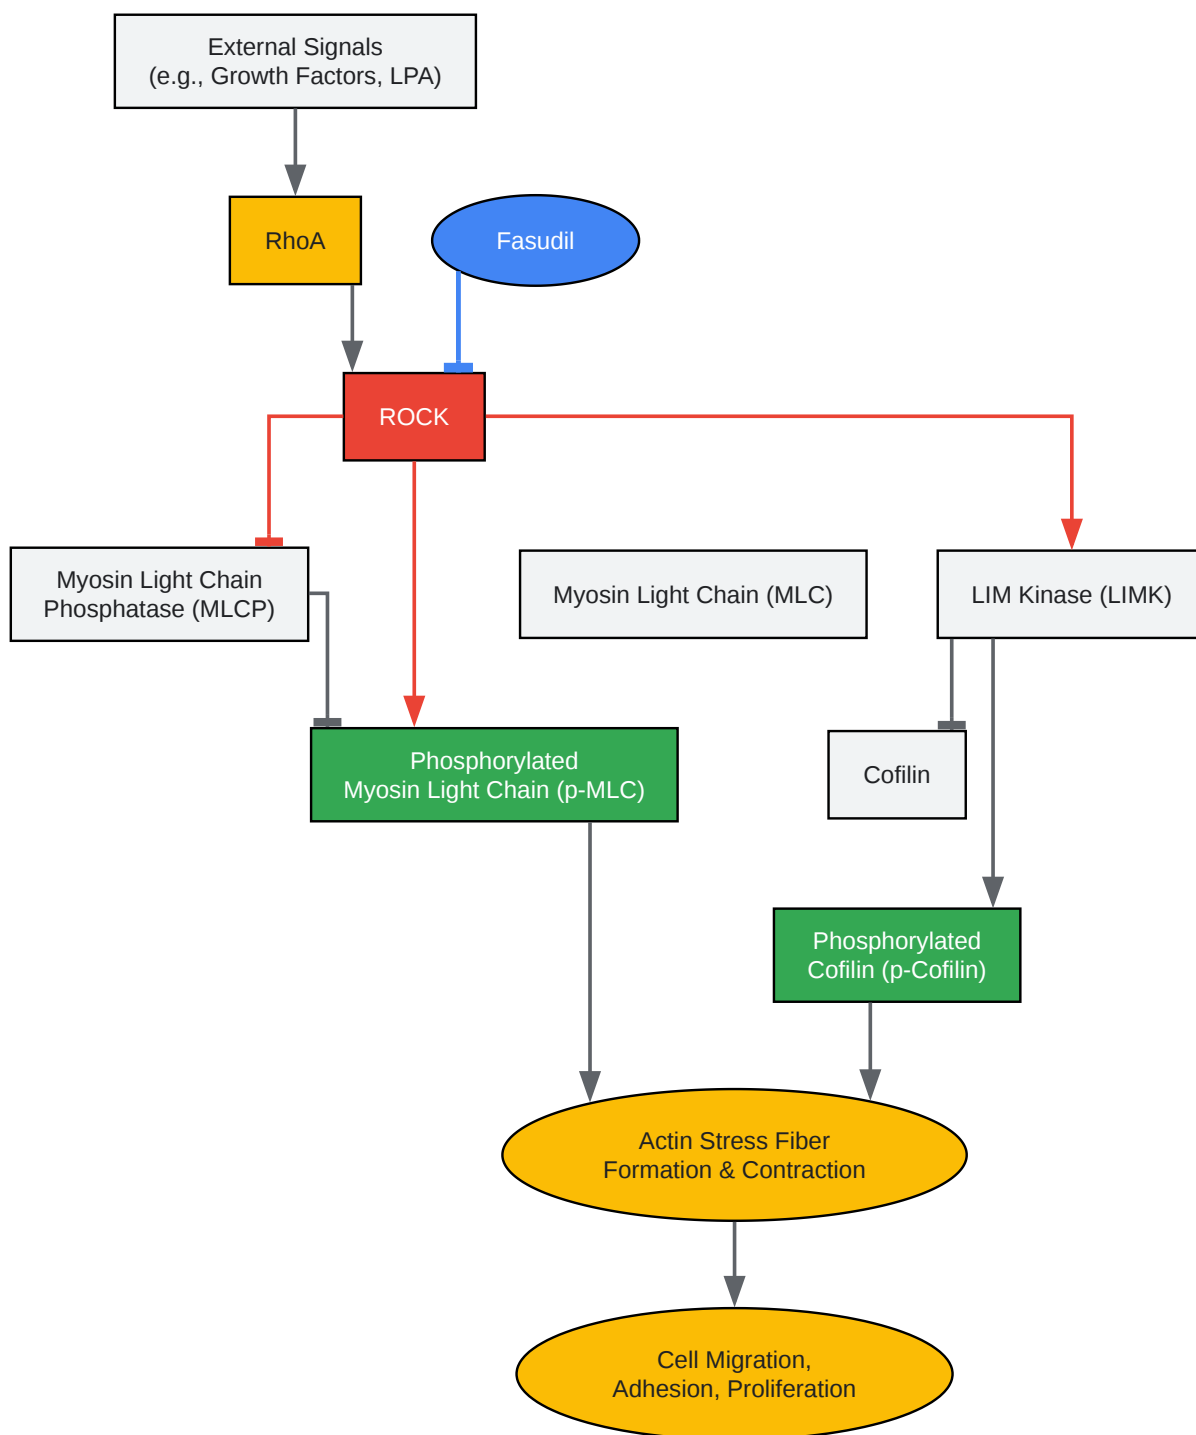 External Signals
(e.g., Growth Factors, LPA)
RhoA
Fasudil
ROCK
Myosin Light Chain
Phosphatase (MLCP)
Myosin Light Chain (MLC)
LIM Kinase (LIMK)
Phosphorylated
Myosin Light Chain (p-MLC)
Cofilin
Phosphorylated
Cofilin (p-Cofilin)
Actin Stress Fiber
Formation & Contraction
Cell Migration,
Adhesion, Proliferation